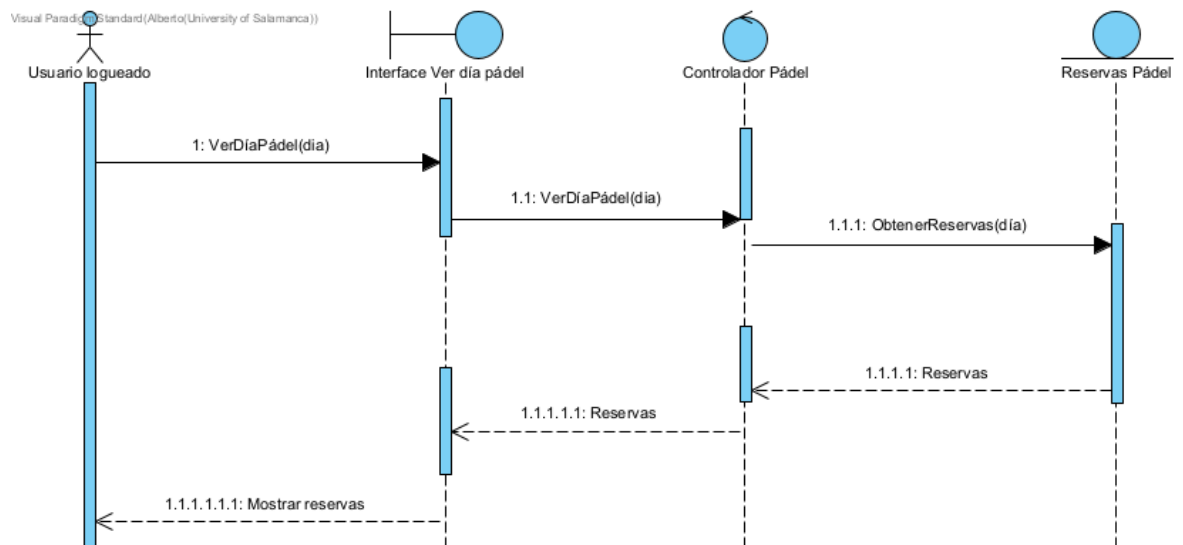 Visual Paradigm Standard(Alberto(University of Salamanca))
Usuario logueado
Interface Ver día pádel
Controlador Pádel
Reservas Pádel
1: VerDíaPádel(dia)
1.1: VerDíaPádel(dia)
1.1.1: ObtenerReservas(día)
1.1.1.1: Reservas
1.1.1.1.1: Reservas
1.1.1.1.1.1: Mostrar reservas